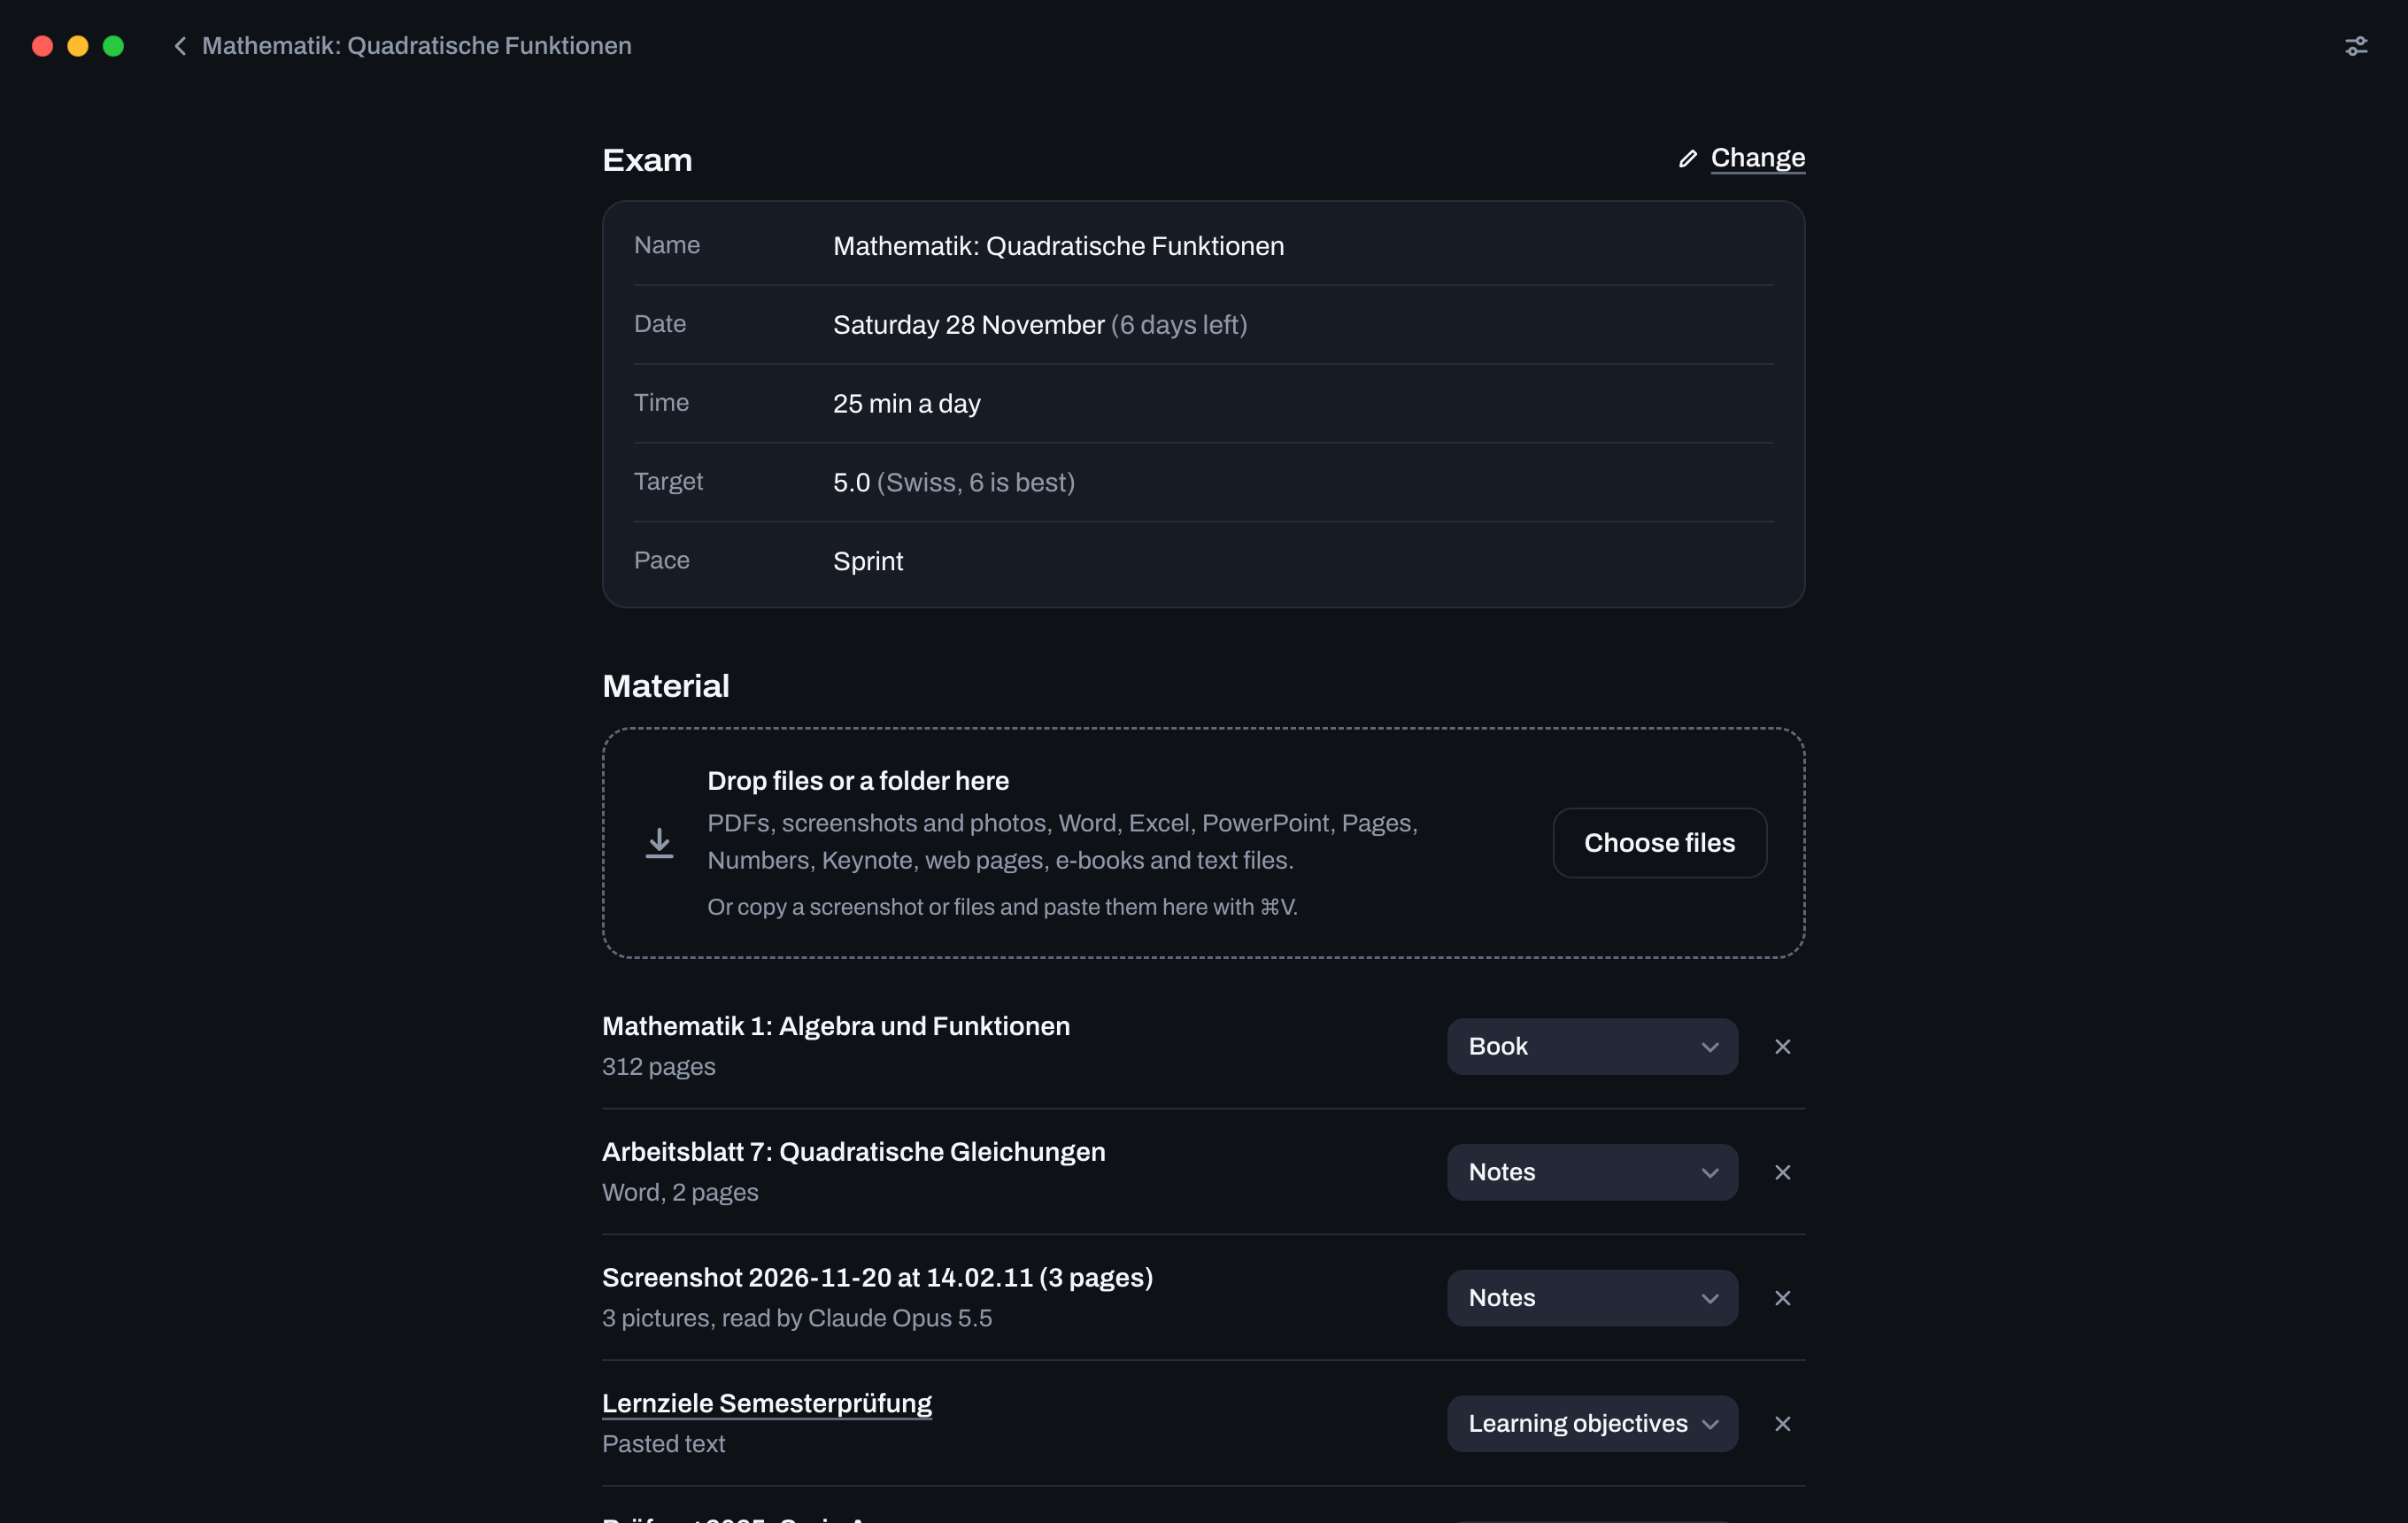 Mathematik: Quadratische Funktionen
Exam
Change
Name
Mathematik: Quadratische Funktionen
Date
Saturday 28 November (6 days left)
Time
25 min a day
Target
5.0 (Swiss, 6 is best)
Pace
Sprint
Material
Drop files or a folder here
PDFs, screenshots and photos, Word, Excel, PowerPoint, Pages,
Numbers, Keynote, web pages, e-books and text files.
Or copy a screenshot or files and paste them here with ⌘V.
Choose files
Mathematik 1: Algebra und Funktionen
312 pages
Book
Arbeitsblatt 7: Quadratische Gleichungen
Word, 2 pages
Notes
Screenshot 2026-11-20 at 14.02.11 (3 pages)
3 pictures, read by Claude Opus 5.5
Notes
Lernziele Semesterprüfung
Pasted text
Learning objectives